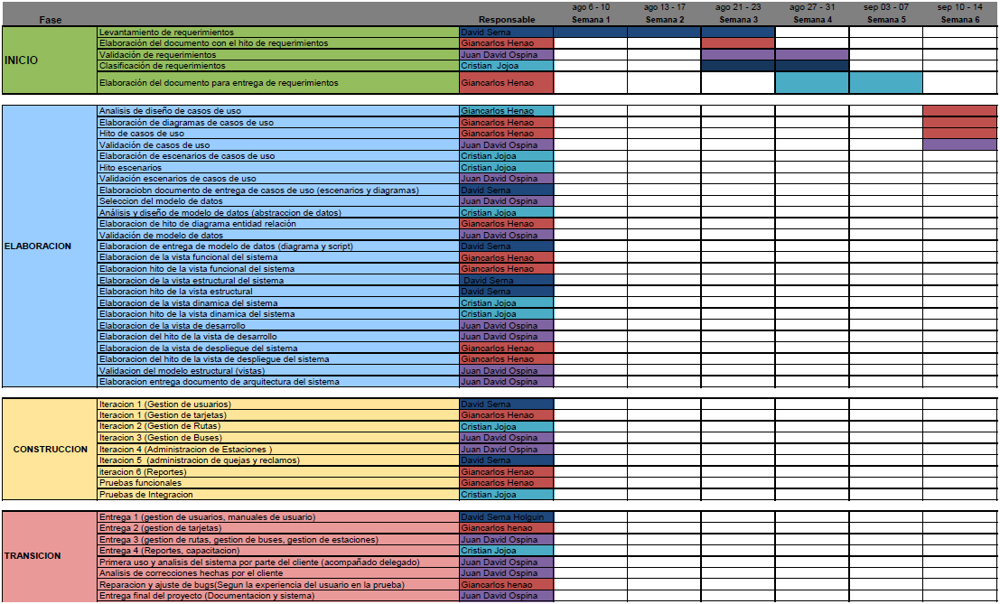 ago 6 - 10 ago 13 - 17 ago 21 - 23 ago 27 - 31 sep 03 - 07 sep 10 - 14
Fase Responsable Semana 1 Semana 2 Semana 3 Semana 4 Semana 5 Semana 6
INICIO
Levantamiento de requerimientos David Serna
Elaboración del documento con el hito de requerimientos Giancarlos Henao
Validación de requerimientos Juan David Ospina
Clasificación de requerimientos Cristian Jojoa
Elaboración del documento para entrega de requerimientos Giancarlos Henao
ELABORACION
Analisis de diseño de casos de uso Giancarlos Henao
Elaboración de diagramas de casos de uso Giancarlos Henao
Hito de casos de uso Giancarlos Henao
Validación de casos de uso Juan David Ospina
Elaboración de escenarios de casos de uso Cristian Jojoa
Hito escenarios Cristian Jojoa
Validación escenarios de casos de uso Juan David Ospina
Elaboraciobn documento de entrega de casos de uso (escenarios y diagramas) David Serna
Seleccion del modelo de datos Juan David Ospina
Análisis y diseño de modelo de datos (abstraccion de datos) Cristian Jojoa
Elaboracion de hito de diagrama entidad relación Giancarlos Henao
Validación de modelo de datos Juan David Ospina
Elaboracion de entrega de modelo de datos (diagrama y script) David Serna
Elaboracion de la vista funcional del sistema Giancarlos Henao
Elaboracion hito de la vista funcional del sistema Giancarlos Henao
Elaboracion de la vista estructural del sistema David Serna
Elaboracion hito de la vista estructural David Serna
Elaboracion de la vista dinamica del sistema Cristian Jojoa
Elaboracion hito de la vista dinamica del sistema Cristian Jojoa
Elaboracion de la vista de desarrollo Juan David Ospina
Elaboracion del hito de la vista de desarrollo Juan David Ospina
Elaboracion de la vista de despliegue del sistema Giancarlos Henao
Elaboracion del hito de la vista de despliegue del sistema Giancarlos Henao
Validacion del modelo estructural (vistas) Juan David Ospina
Elaboracion entrega documento de arquitectura del sistema Juan David Ospina
CONSTRUCCION
Iteracion 1 (Gestion de usuarios) David Serna
Iteracion 1 (Gestion de tarjetas) Giancarlos Henao
Iteracion 2 (Gestion de Rutas) Cristian Jojoa
Iteracion 3 (Gestion de Buses) Juan David Ospina
Iteracion 4 (Administracion de Estaciones ) Juan David Ospina
Iteracion 5 (administracion de quejas y reclamos) David Serna
iteracion 6 (Reportes) Giancarlos Henao
Pruebas funcionales Giancarlos Henao
Pruebas de Integracion Cristian Jojoa
TRANSICION
Entrega 1 (gestion de usuarios, manuales de usuario) David Serna Holguin
Entrega 2 (gestion de tarjetas) Giancarlos henao
Entrega 3 (gestion de rutas, gestion de buses, gestion de estaciones) Juan David Ospina
Entrega 4 (Reportes, capacitacion) Cristian Jojoa
Primera uso y analisis del sistema por parte del cliente (acompañado delegado) Juan David Ospina
Analisis de correcciones hechas por el cliente Juan David Ospina
Reparacion y ajuste de bugs(Segun la experiencia del usuario en la prueba) Giancarlos henao
Entrega final del proyecto (Documentacion y sistema) Juan David Ospina